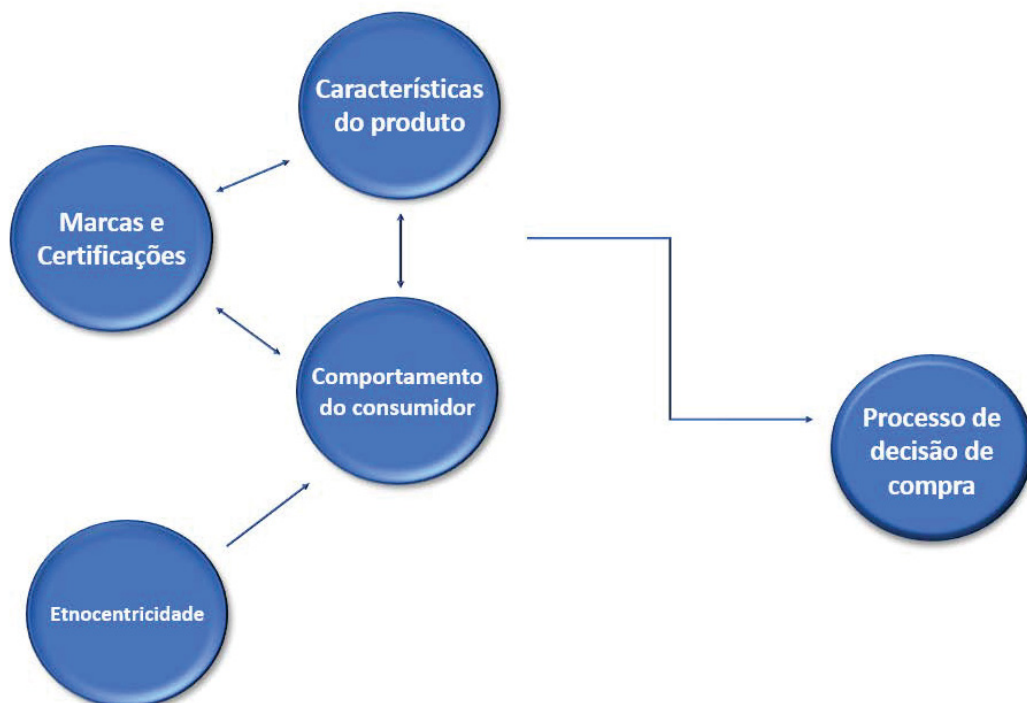 Características
do produto
Marcas e
Certificações
Comportamento
do consumidor
Processo de
decisão de
compra
Etnocentricidade